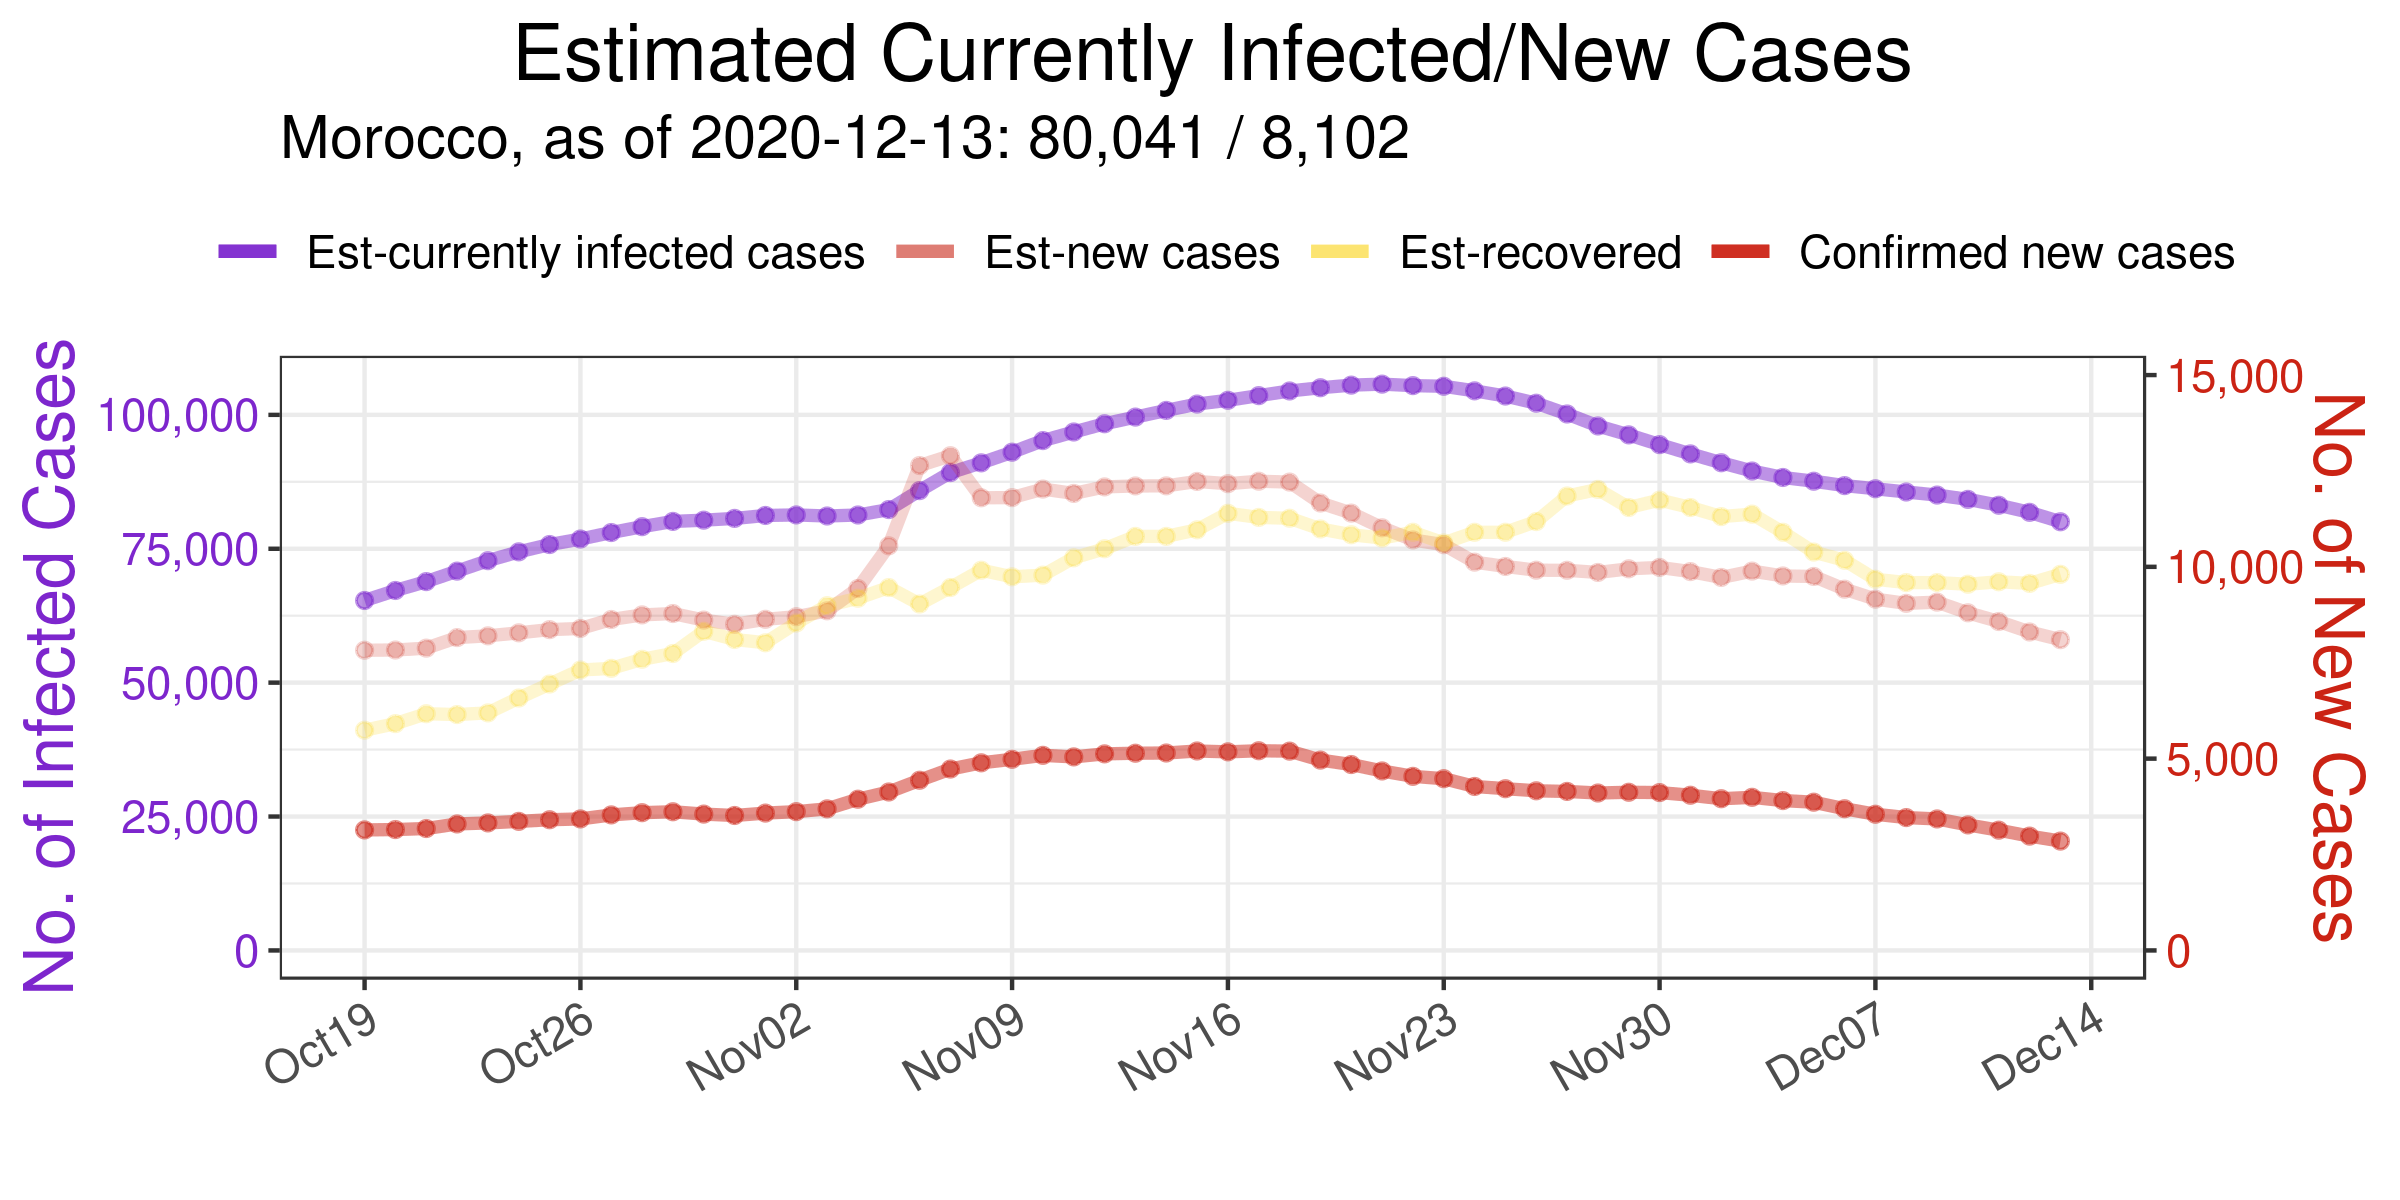 Estimated Currently Infected/New Cases
Morocco, as of 2020-12-13: 80,041 / 8,102
Est-currently infected cases Est-new cases Est-recovered Confirmed new cases
No. of Infected Cases
100,000
75,000
50,000
25,000
0
15,000
10,000
5,000
0
No. of New Cases
Oct19 Oct26 Nov02 Nov09 Nov16 Nov23 Nov30 Dec07 Dec14